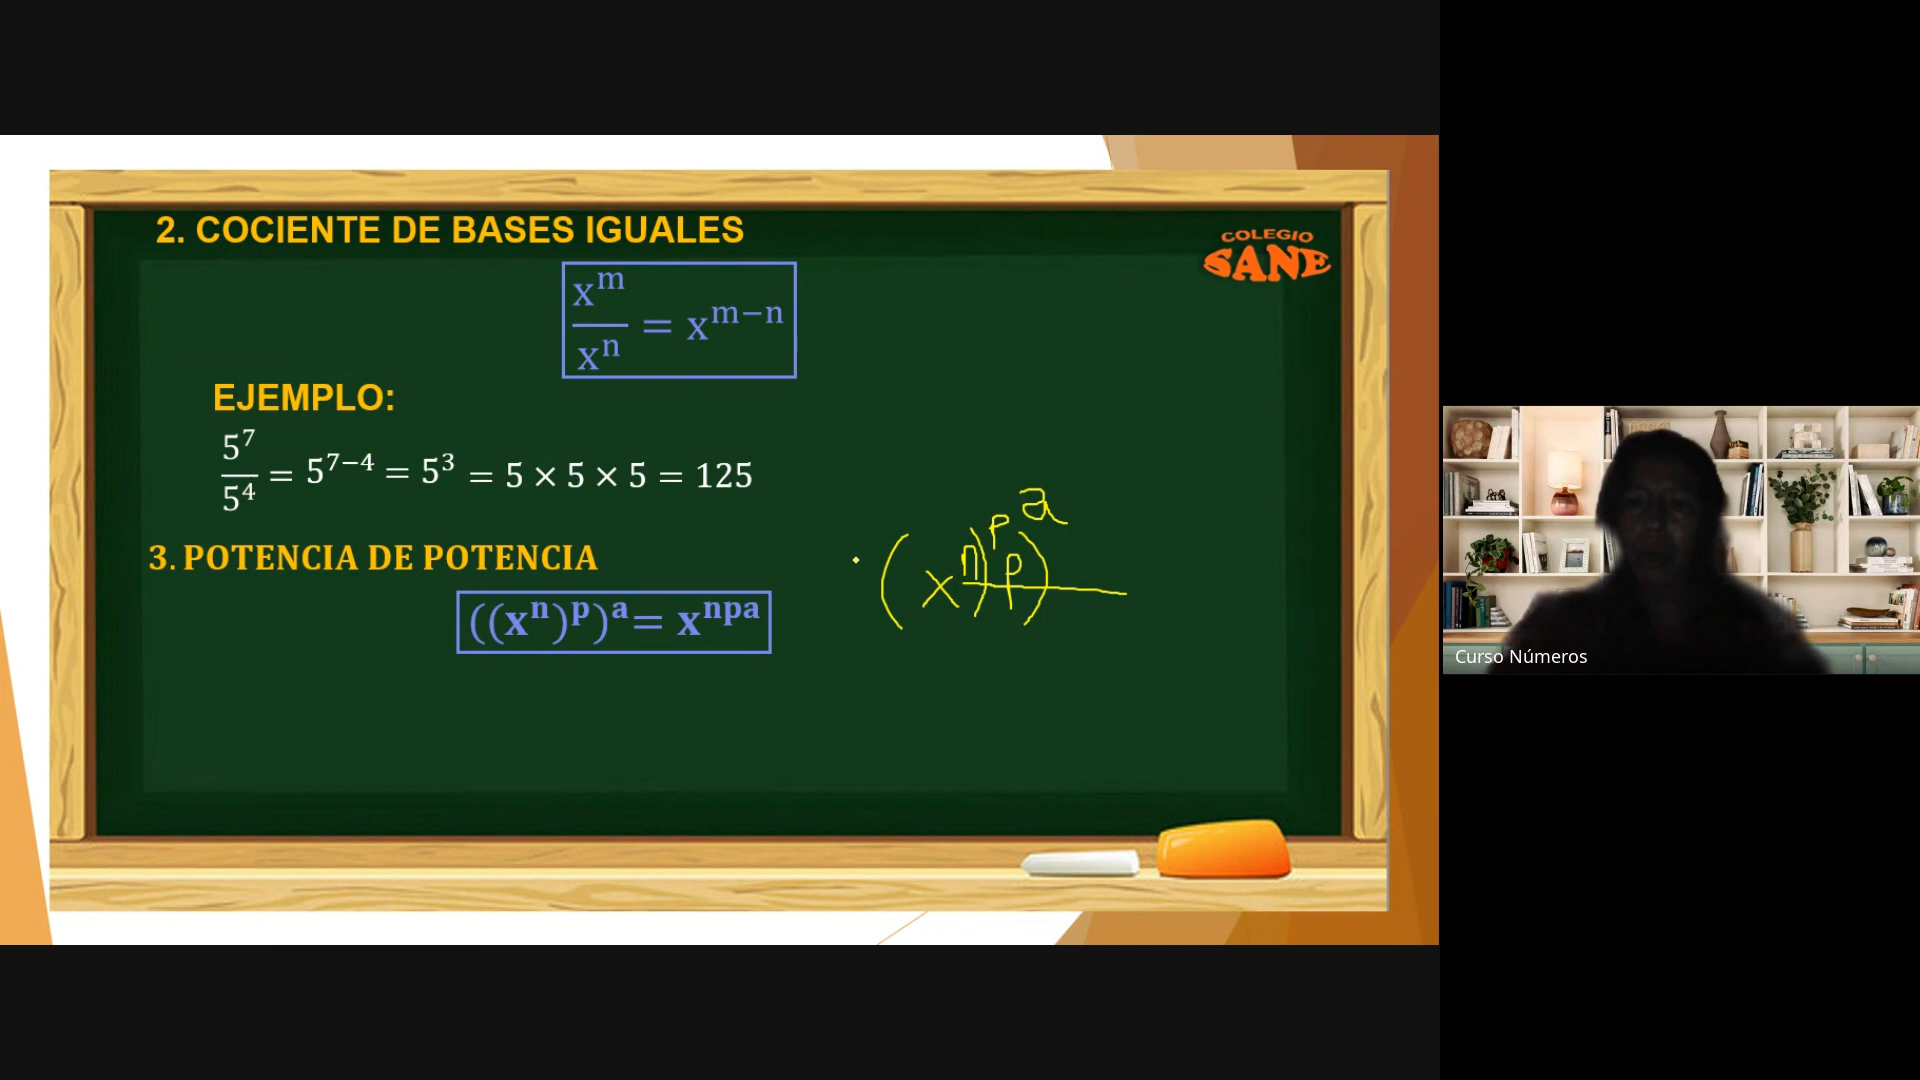 2. COCIENTE DE BASES IGUALES
COLEGIO
SANE
x^m / x^n = x^(m−n)
EJEMPLO:
5^7 / 5^4 = 5^(7−4) = 5^3 = 5 × 5 × 5 = 125
3. POTENCIA DE POTENCIA
((x^n)^p)^a = x^(npa)
( x^n)^p p)^a
Curso Números